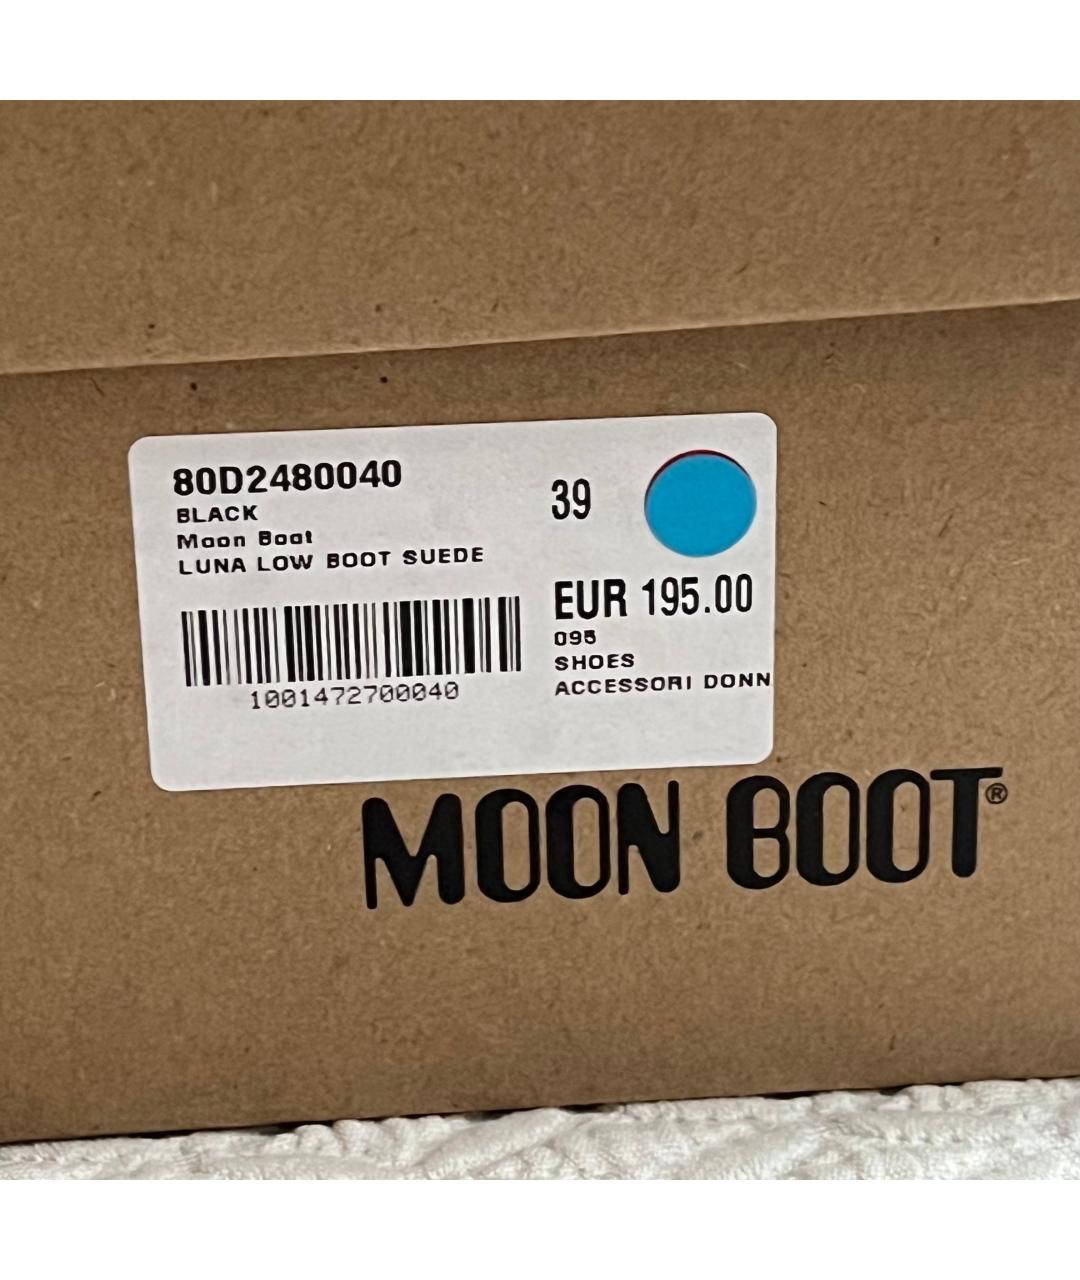 80D2480040
BLACK
Moon Boot
LUNA LOW BOOT SUEDE
1001472700040
39
EUR 195.00
095
SHOES
ACCESSORI DONN
MOON BOOT®